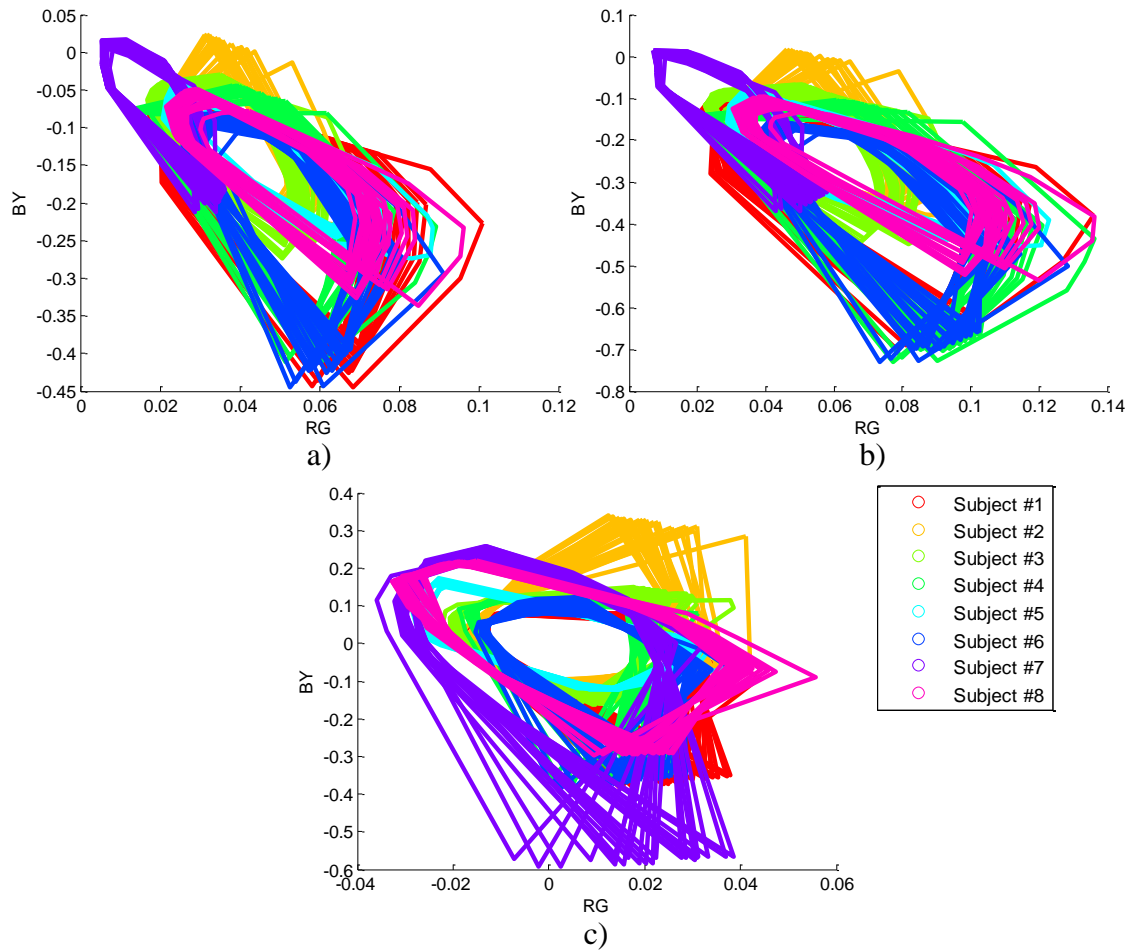 0.05
0
-0.05
-0.1
-0.15
-0.2
-0.25
-0.3
-0.35
-0.4
-0.45
BY
0 0.02 0.04 0.06 0.08 0.1 0.12
RG
a)
0.1
0
-0.1
-0.2
-0.3
-0.4
-0.5
-0.6
-0.7
-0.8
BY
0 0.02 0.04 0.06 0.08 0.1 0.12 0.14
RG
b)
0.4
0.3
0.2
0.1
0
-0.1
-0.2
-0.3
-0.4
-0.5
-0.6
BY
-0.04 -0.02 0 0.02 0.04 0.06
RG
c)
Subject #1
Subject #2
Subject #3
Subject #4
Subject #5
Subject #6
Subject #7
Subject #8